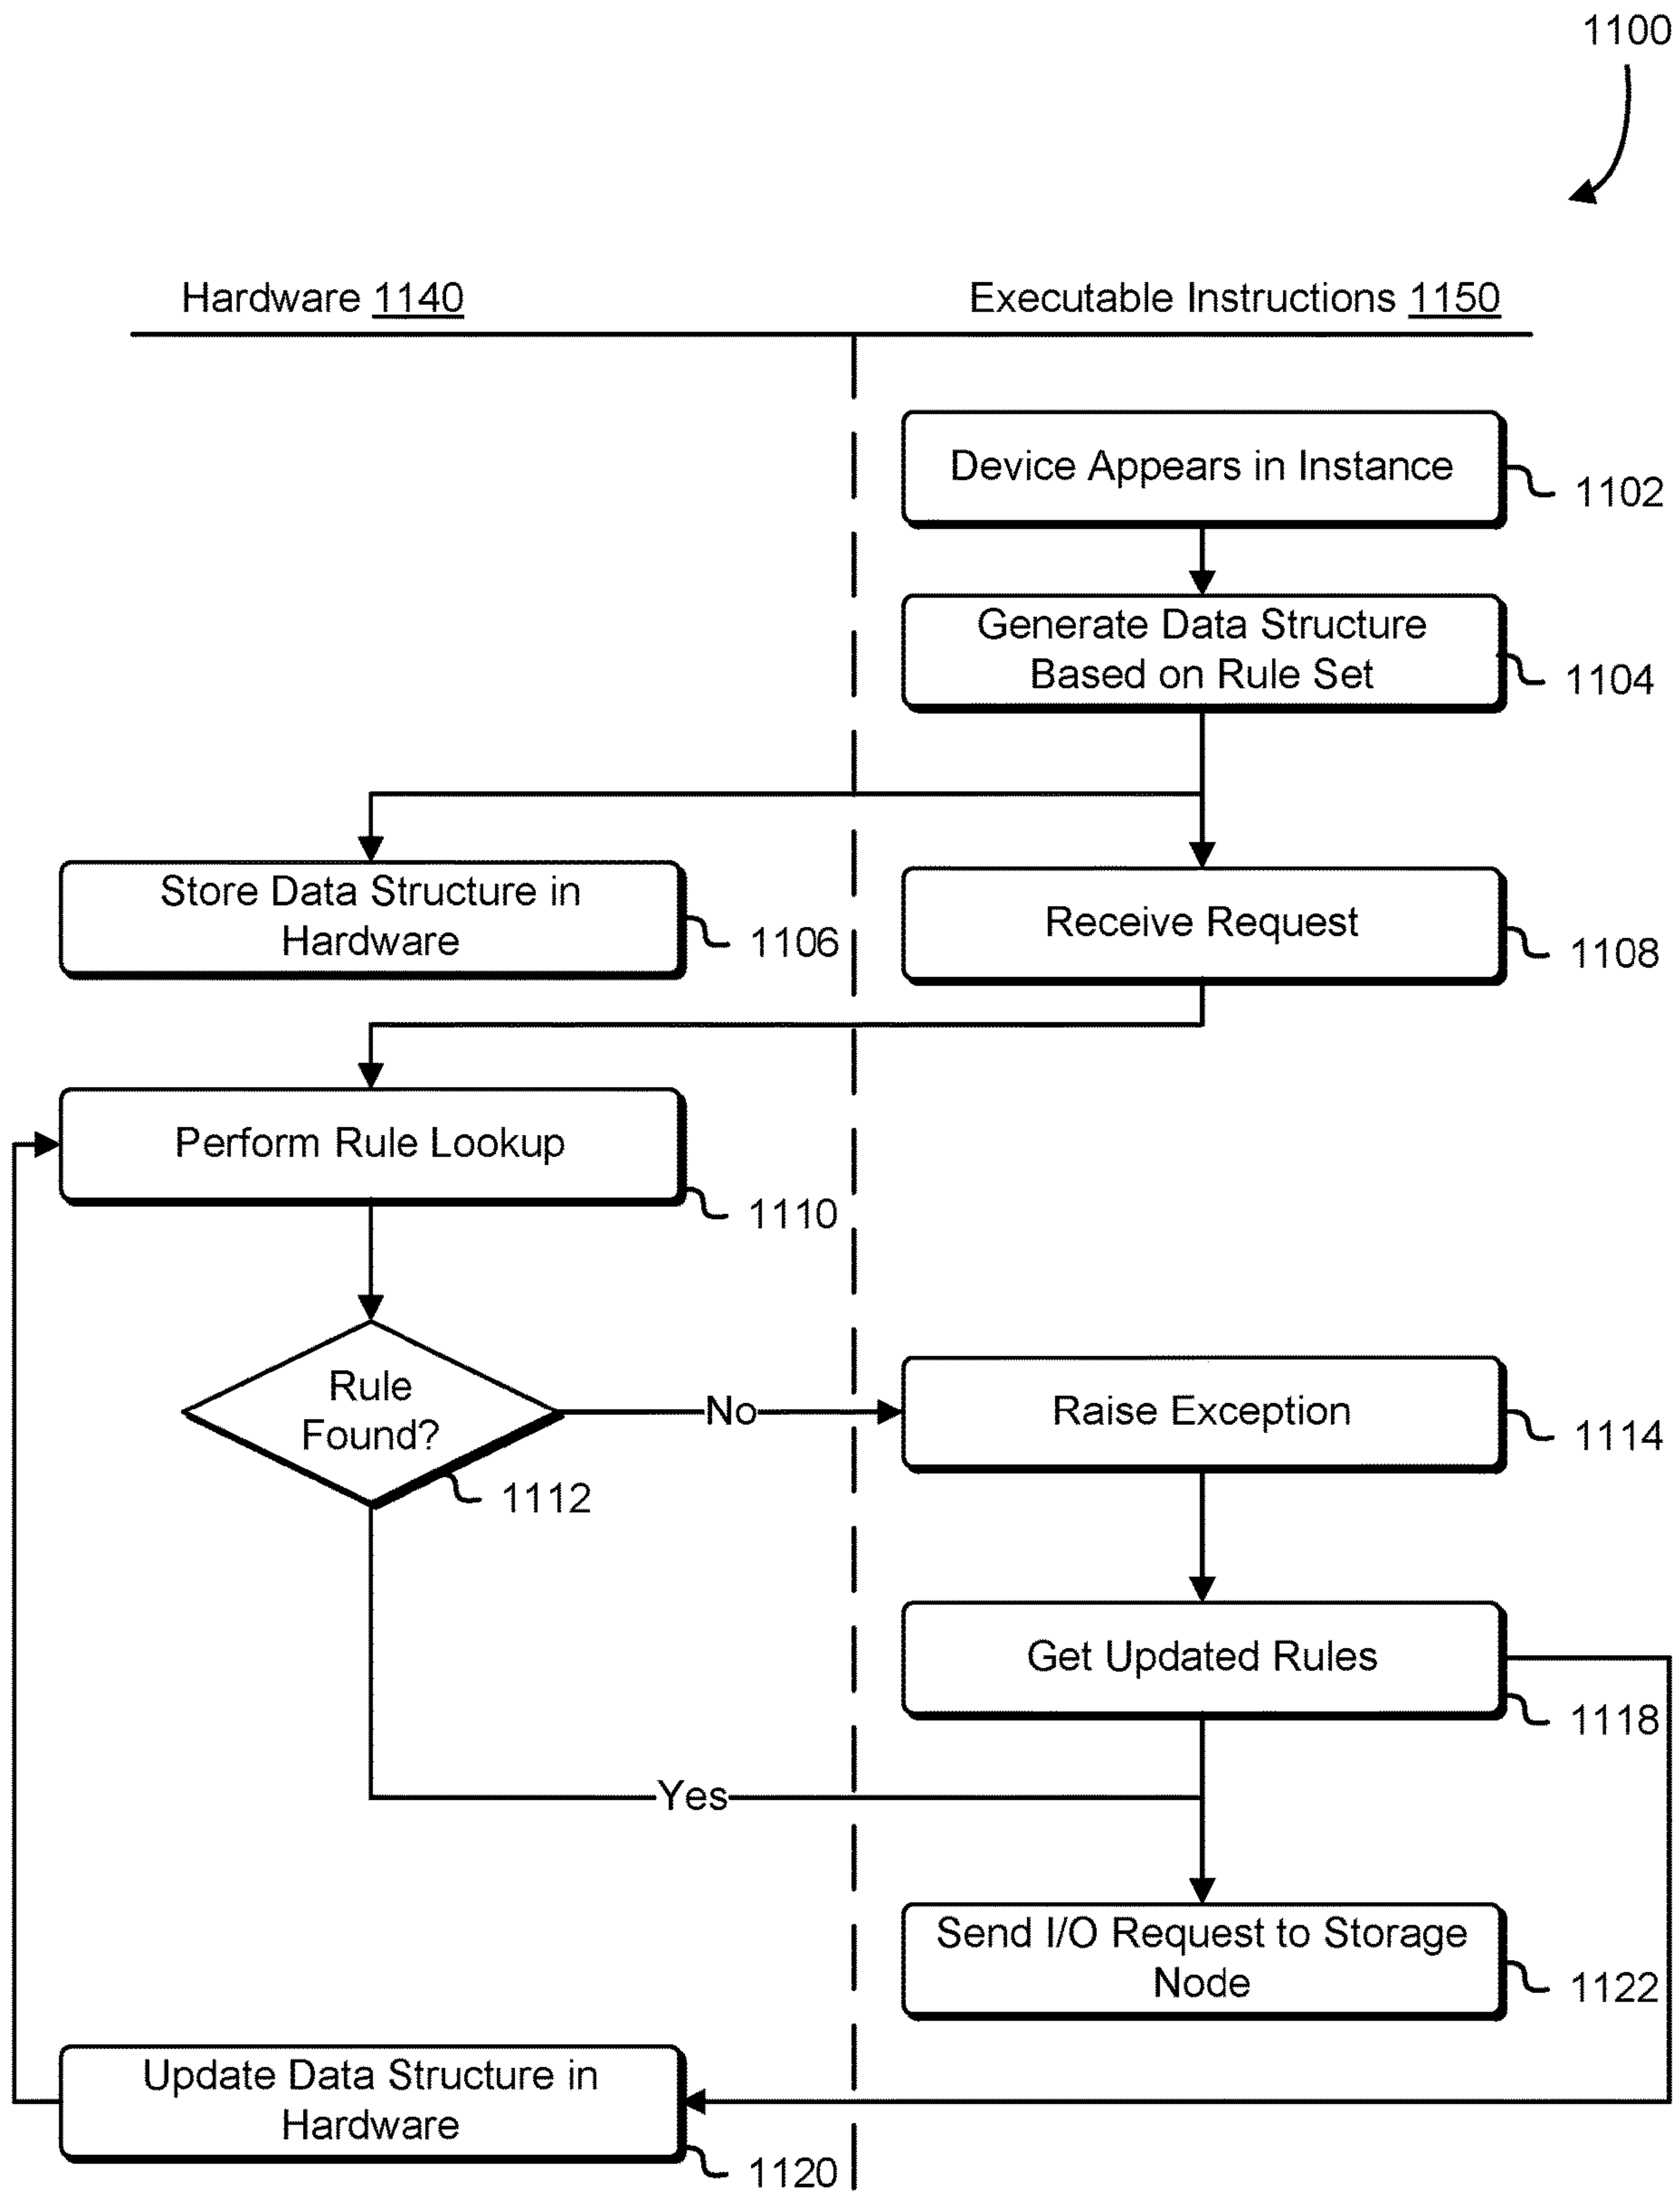 1100
Hardware 1140
Executable Instructions 1150
Device Appears in Instance
1102
Generate Data Structure
Based on Rule Set
1104
Store Data Structure in
Hardware
1106
Receive Request
1108
Perform Rule Lookup
1110
Rule
Found?
1112
No
Raise Exception
1114
Get Updated Rules
1118
Yes
Send I/O Request to Storage
Node
1122
Update Data Structure in
Hardware
1120